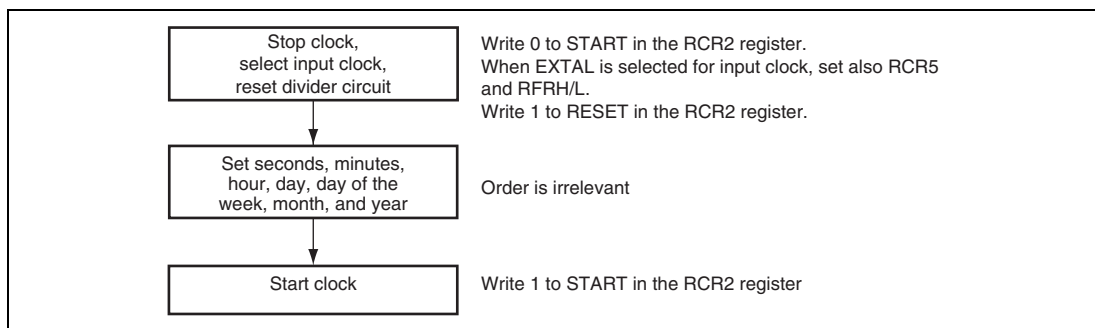 Stop clock,
select input clock,
reset divider circuit
Write 0 to START in the RCR2 register.
When EXTAL is selected for input clock, set also RCR5
and RFRH/L.
Write 1 to RESET in the RCR2 register.
Set seconds, minutes,
hour, day, day of the
week, month, and year
Order is irrelevant
Start clock
Write 1 to START in the RCR2 register